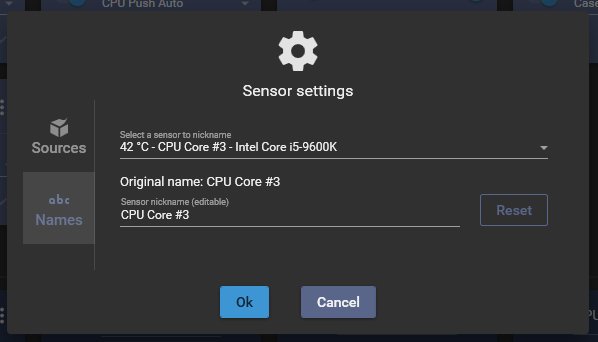 CPU Push Auto
Case
Sensor settings
Sources
abc
Names
Select a sensor to nickname
42 °C - CPU Core #3 - Intel Core i5-9600K
Original name: CPU Core #3
Sensor nickname (editable)
CPU Core #3
Reset
Ok
Cancel